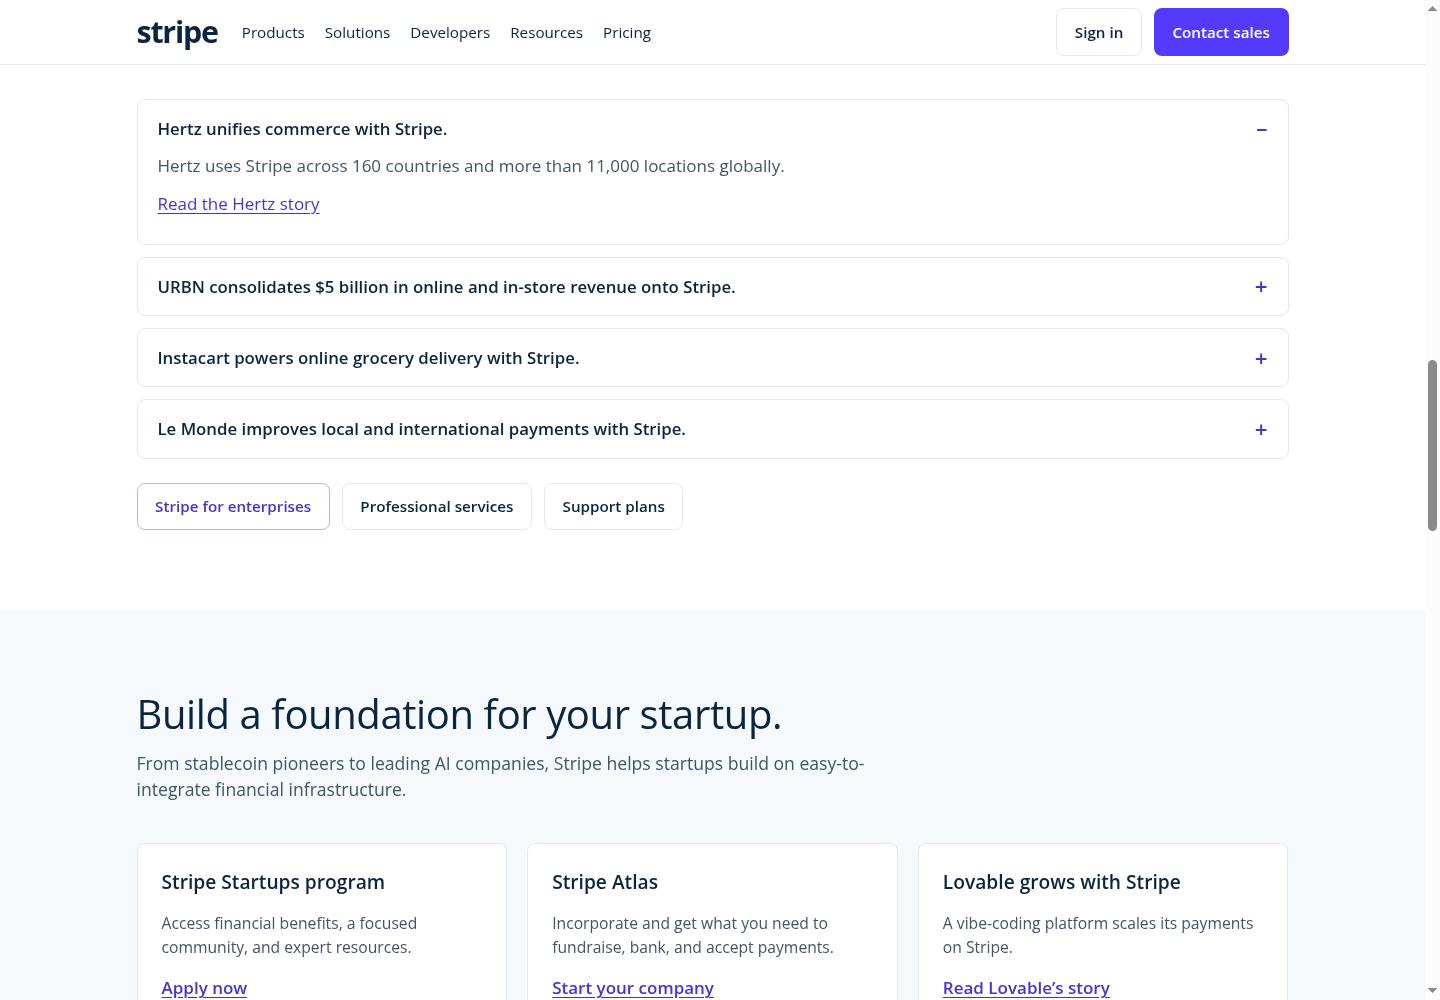 stripe Products Solutions Developers Resources Pricing Sign in Contact sales
Hertz unifies commerce with Stripe. −
Hertz uses Stripe across 160 countries and more than 11,000 locations globally.
Read the Hertz story
URBN consolidates $5 billion in online and in-store revenue onto Stripe. +
Instacart powers online grocery delivery with Stripe. +
Le Monde improves local and international payments with Stripe. +
Stripe for enterprises Professional services Support plans
Build a foundation for your startup.
From stablecoin pioneers to leading AI companies, Stripe helps startups build on easy-to-
integrate financial infrastructure.
Stripe Startups program
Access financial benefits, a focused
community, and expert resources.
Apply now
Stripe Atlas
Incorporate and get what you need to
fundraise, bank, and accept payments.
Start your company
Lovable grows with Stripe
A vibe-coding platform scales its payments
on Stripe.
Read Lovable’s story